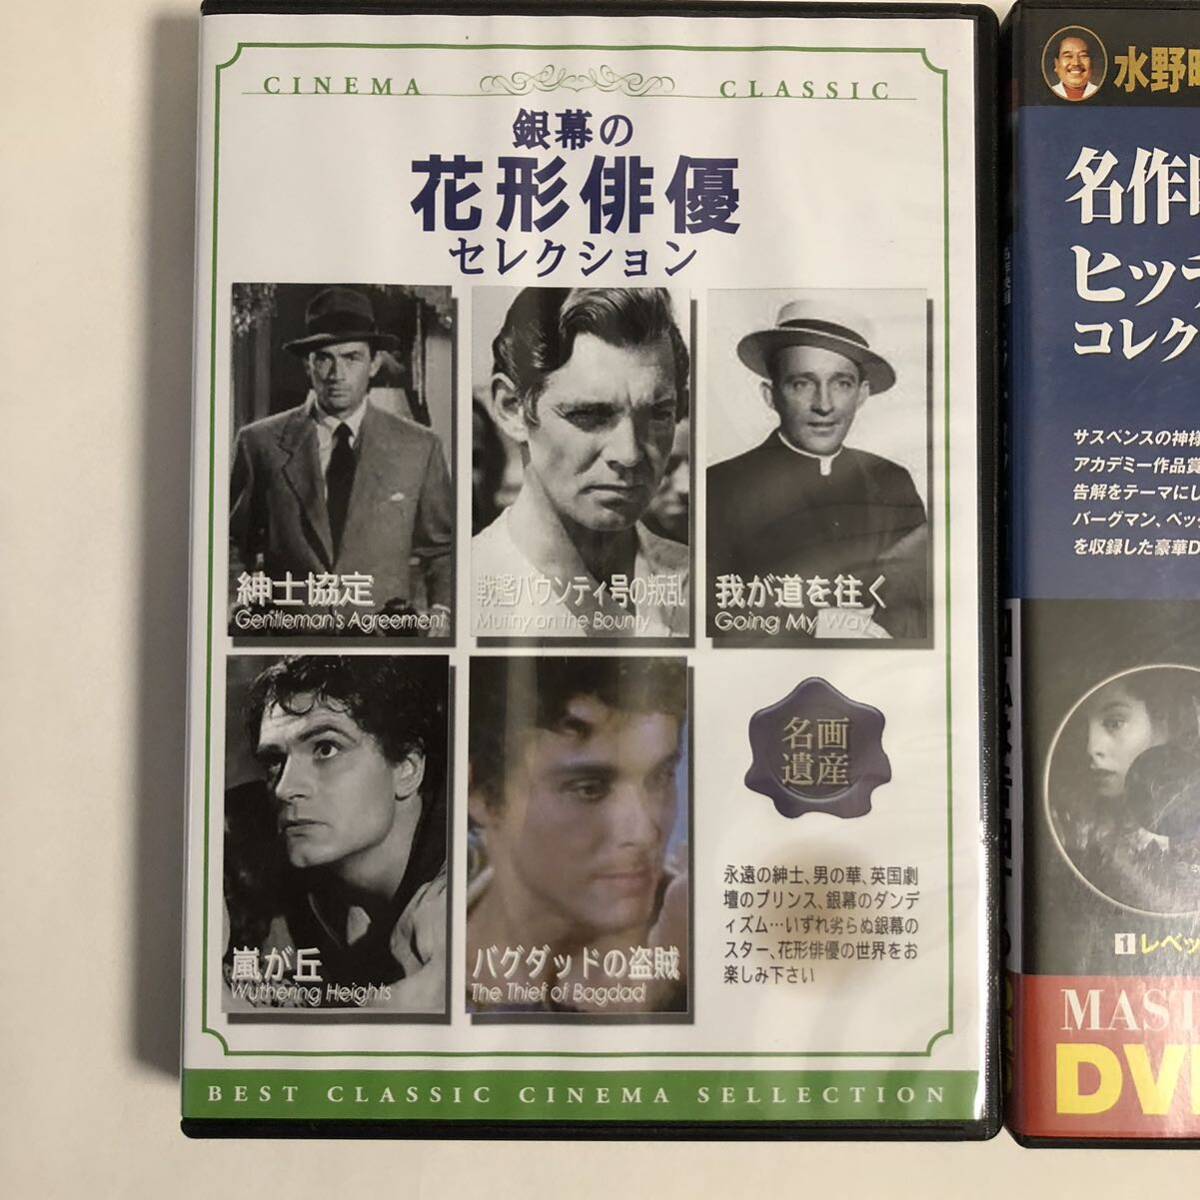 CINEMA CLASSIC
銀幕の
花形俳優
セレクション
紳士協定
Gentleman's Agreement
戦艦バウンティ号の叛乱
Mutiny on the Bounty
我が道を往く
Going My Way
嵐が丘
Wuthering Heights
バグダッドの盗賊
The Thief of Bagdad
名画
遺産
永遠の紳士、男の華、英国劇
壇のプリンス、銀幕のダンデ
ィズム…いずれ劣らぬ銀幕の
スター、花形俳優の世界をお
楽しみ下さい
BEST CLASSIC CINEMA SELLECTION
水野
名作
ヒッ
コレク
サスペンスの神様
アカデミー作品賞
告解をテーマにし
バーグマン、ペッ
を収録した豪華D
1レベッ
MAST
DV